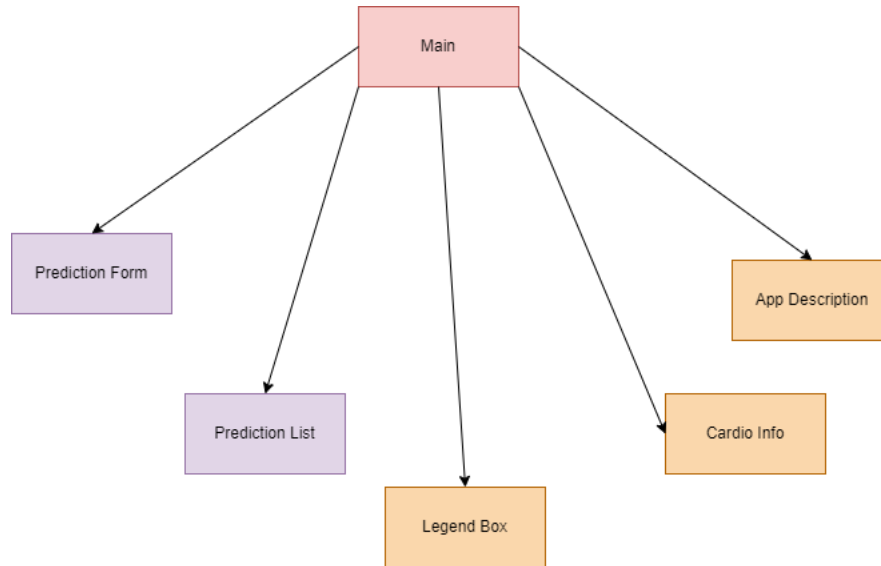 Main
Prediction Form
App Description
Prediction List
Cardio Info
Legend Box